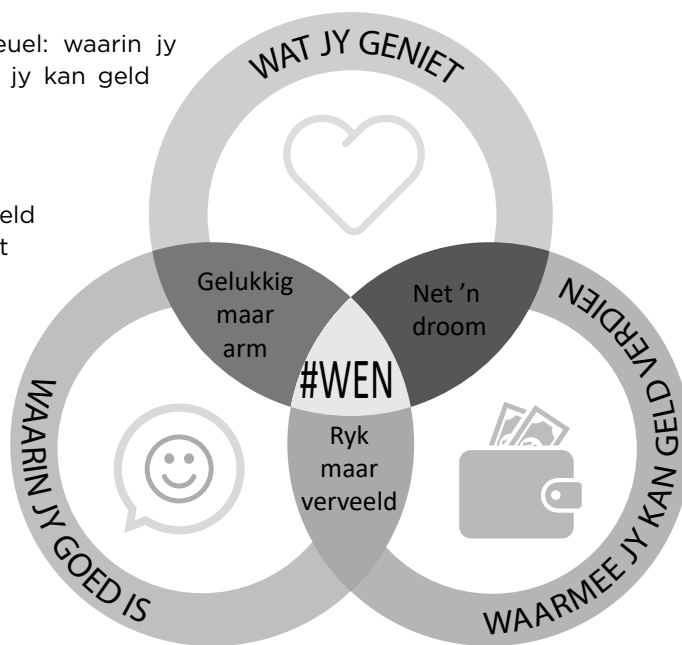 euel: waarin jy
jy kan geld
eld
t
WAT JY GENIET
Gelukkig
maar
arm
Net ’n
droom
#WEN
Ryk
maar
verveeld
WAARIN JY GOED IS
WAARMEE JY KAN GELD VERDIEN